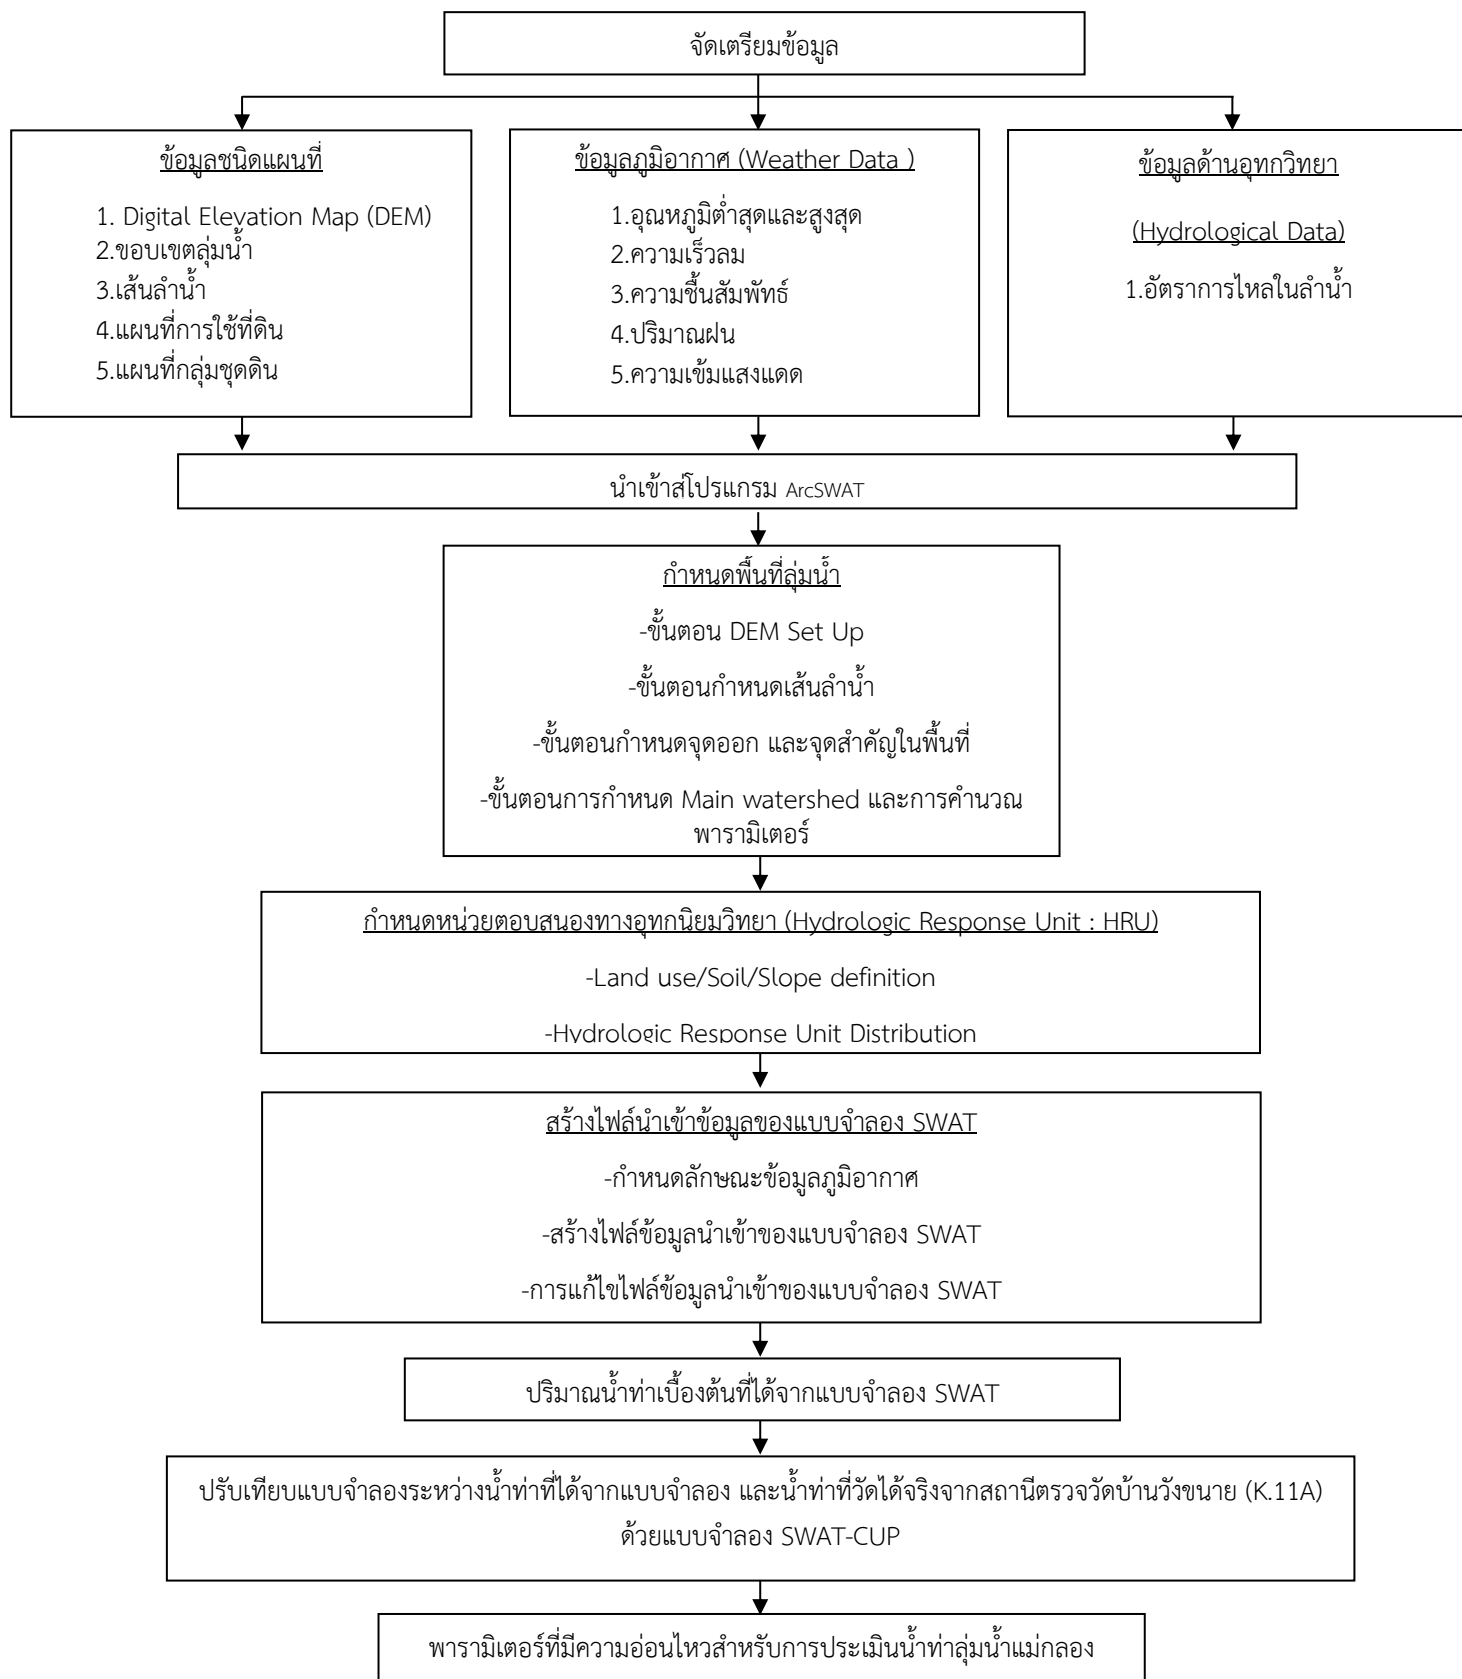 จัดเตรียมข้อมูล
ข้อมูลชนิดแผนที่
1. Digital Elevation Map (DEM)
2.ขอบเขตลุ่มน้ำ
3.เส้นลำน้ำ
4.แผนที่การใช้ที่ดิน
5.แผนที่กลุ่มชุดดิน
ข้อมูลภูมิอากาศ (Weather Data )
1.อุณหภูมิต่ำสุดและสูงสุด
2.ความเร็วลม
3.ความชื้นสัมพัทธ์
4.ปริมาณฝน
5.ความเข้มแสงแดด
ข้อมูลด้านอุทกวิทยา
(Hydrological Data)
1.อัตราการไหลในลำน้ำ
นำเข้าสู่โปรแกรม ArcSWAT
กำหนดพื้นที่ลุ่มน้ำ
-ขั้นตอน DEM Set Up
-ขั้นตอนกำหนดเส้นลำน้ำ
-ขั้นตอนกำหนดจุดออก และจุดสำคัญในพื้นที่
-ขั้นตอนการกำหนด Main watershed และการคำนวณ
พารามิเตอร์
กำหนดหน่วยตอบสนองทางอุทกนิยมวิทยา (Hydrologic Response Unit : HRU)
-Land use/Soil/Slope definition
-Hydrologic Response Unit Distribution
สร้างไฟล์นำเข้าข้อมูลของแบบจำลอง SWAT
-กำหนดลักษณะข้อมูลภูมิอากาศ
-สร้างไฟล์ข้อมูลนำเข้าของแบบจำลอง SWAT
-การแก้ไขไฟล์ข้อมูลนำเข้าของแบบจำลอง SWAT
ปริมาณน้ำท่าเบื้องต้นที่ได้จากแบบจำลอง SWAT
ปรับเทียบแบบจำลองระหว่างน้ำท่าที่ได้จากแบบจำลอง และน้ำท่าที่วัดได้จริงจากสถานีตรวจวัดบ้านวังขนาย (K.11A)
ด้วยแบบจำลอง SWAT-CUP
พารามิเตอร์ที่มีความอ่อนไหวสำหรับการประเมินน้ำท่าลุ่มน้ำแม่กลอง